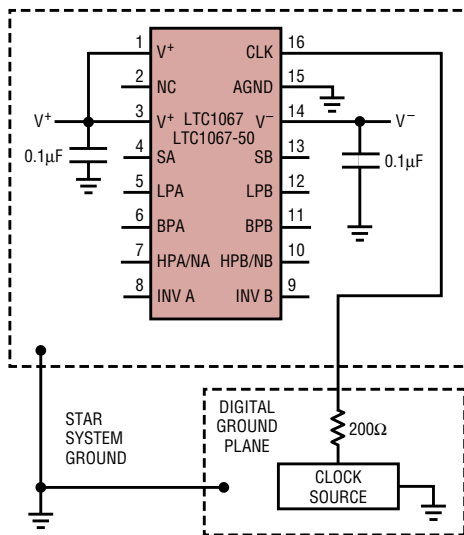 1 V+ CLK 16
2 NC AGND 15
V+ 3 V+ LTC1067 V− 14 V−
LTC1067-50
0.1µF 4 SA SB 13 0.1µF
5 LPA LPB 12
6 BPA BPB 11
7 HPA/NA HPB/NB 10
8 INV A INV B 9
STAR
SYSTEM
GROUND
DIGITAL
GROUND
PLANE
200Ω
CLOCK
SOURCE